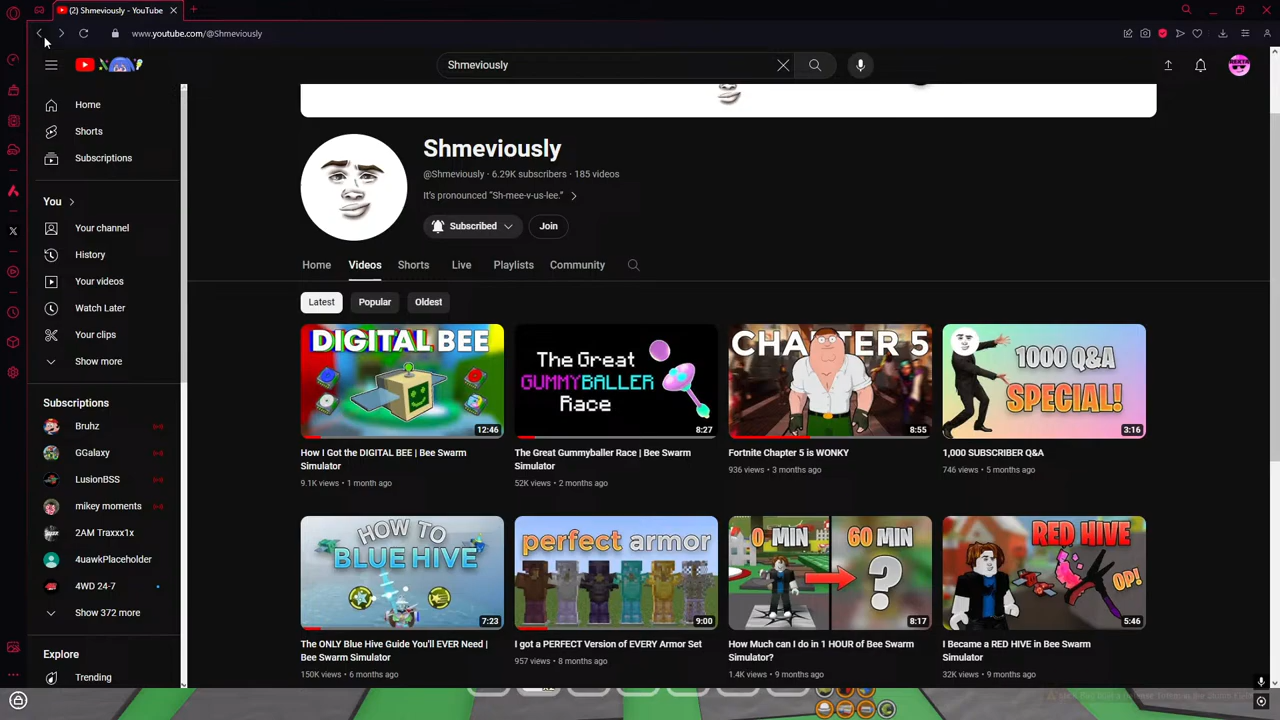 (2) Shmeviously - YouTube
www.youtube.com/@Shmeviously
Shmeviously
Home
Shorts
Subscriptions
You
Your channel
History
Your videos
Watch Later
Your clips
Show more
Subscriptions
Bruhz
GGalaxy
LusionBSS
mikey moments
2AM Traxxx1x
4uawkPlaceholder
4WD 24-7
Show 372 more
Explore
Trending
Shmeviously
@Shmeviously · 6.29K subscribers · 185 videos
It's pronounced "Sh-mee-v-us-lee."
Subscribed
Join
Home Videos Shorts Live Playlists Community
Latest Popular Oldest
DIGITAL BEE
12:46
How I Got the DIGITAL BEE | Bee Swarm
Simulator
9.1K views · 1 month ago
The Great
GUMMYBALLER
Race
8:27
The Great Gummyballer Race | Bee Swarm
Simulator
52K views · 2 months ago
CHAPTER 5
8:55
Fortnite Chapter 5 is WONKY
936 views · 3 months ago
1000 Q&A
SPECIAL!
3:16
1,000 SUBSCRIBER Q&A
746 views · 5 months ago
HOW TO
BLUE HIVE
7:23
The ONLY Blue Hive Guide You'll EVER Need |
Bee Swarm Simulator
150K views · 6 months ago
perfect armor
9:00
I got a PERFECT Version of EVERY Armor Set
957 views · 8 months ago
0 MIN
60 MIN
?
8:17
How Much can I do in 1 HOUR of Bee Swarm
Simulator?
1.4K views · 9 months ago
RED HIVE
OP!
5:46
I Became a RED HIVE in Bee Swarm
Simulator
32K views · 9 months ago